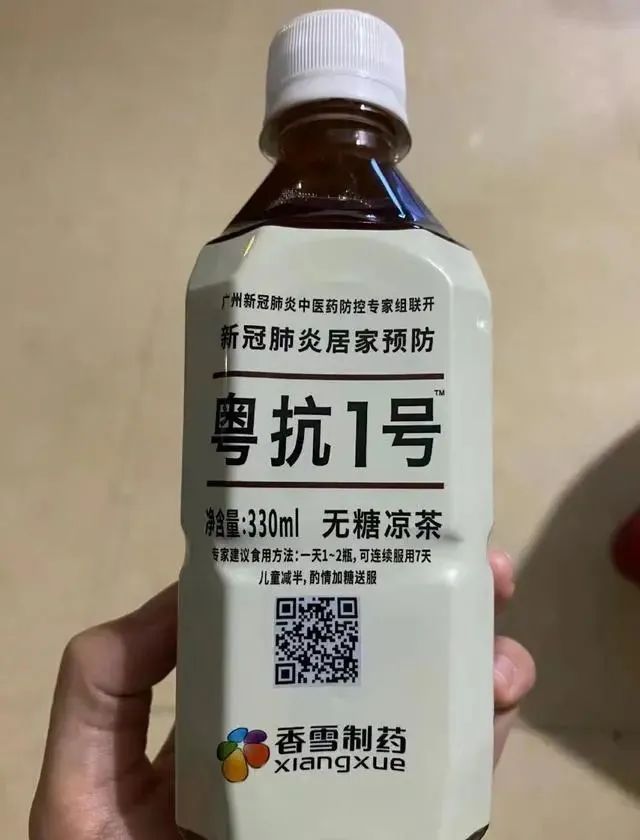 广州新冠肺炎中医药防控专家组联开
新冠肺炎居家预防
粤抗1号™
净含量:330ml 无糖凉茶
专家建议食用方法:一天1~2瓶,可连续服用7天
儿童减半,酌情加糖送服
香雪制药
xiangxue